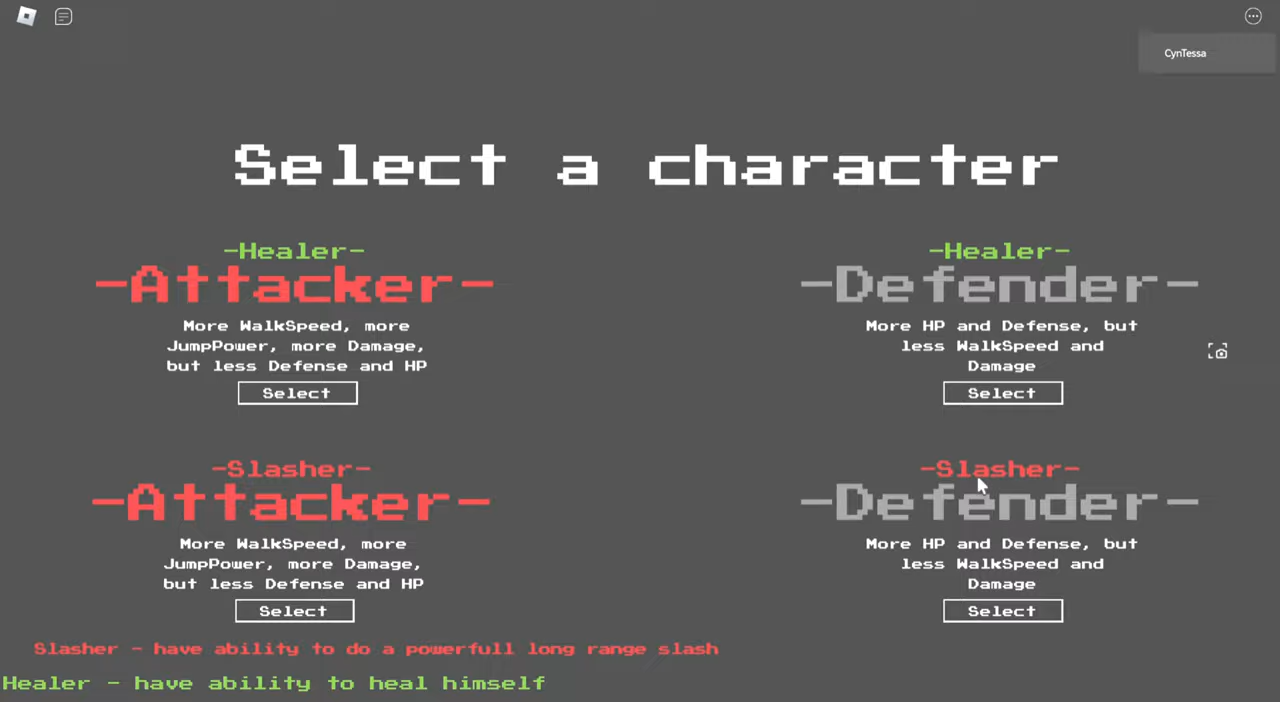 CynTessa
Select a character
-Healer-
-Attacker-
More WalkSpeed, more
JumpPower, more Damage,
but less Defense and HP
Select
-Healer-
-Defender-
More HP and Defense, but
less WalkSpeed and
Damage
Select
-Slasher-
-Attacker-
More WalkSpeed, more
JumpPower, more Damage,
but less Defense and HP
Select
-Slasher-
-Defender-
More HP and Defense, but
less WalkSpeed and
Damage
Select
Slasher - have ability to do a powerfull long range slash
Healer - have ability to heal himself